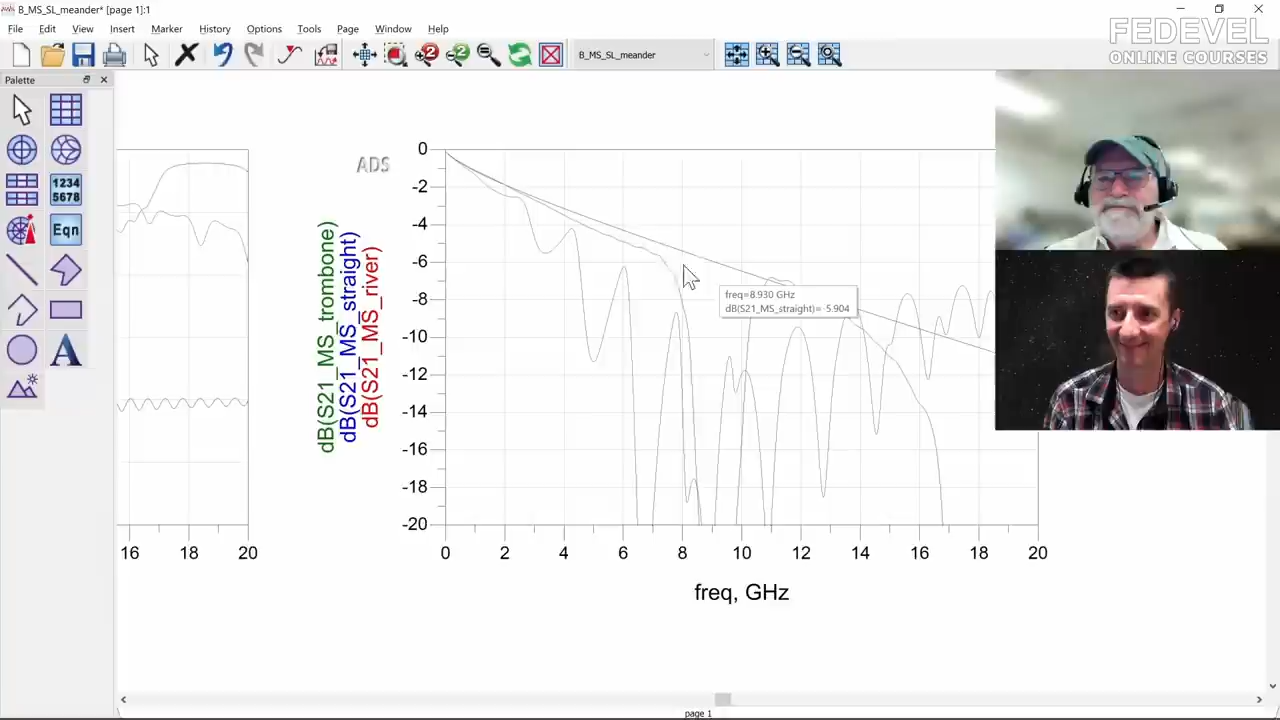 B_MS_SL_meander* [page 1]:1
File Edit View Insert Marker History Options Tools Page Window Help
B_MS_SL_meander
FEDEVEL
ONLINE COURSES
Palette
1234
5678
Eqn
A
ADS
dB(S21_MS_trombone)
dB(S21_MS_straight)
dB(S21_MS_river)
0
-2
-4
-6
-8
-10
-12
-14
-16
-18
-20
freq=8.930 GHz
dB(S21_MS_straight)=-5.904
16 18 20
0 2 4 6 8 10 12 14 16 18 20
freq, GHz
page 1